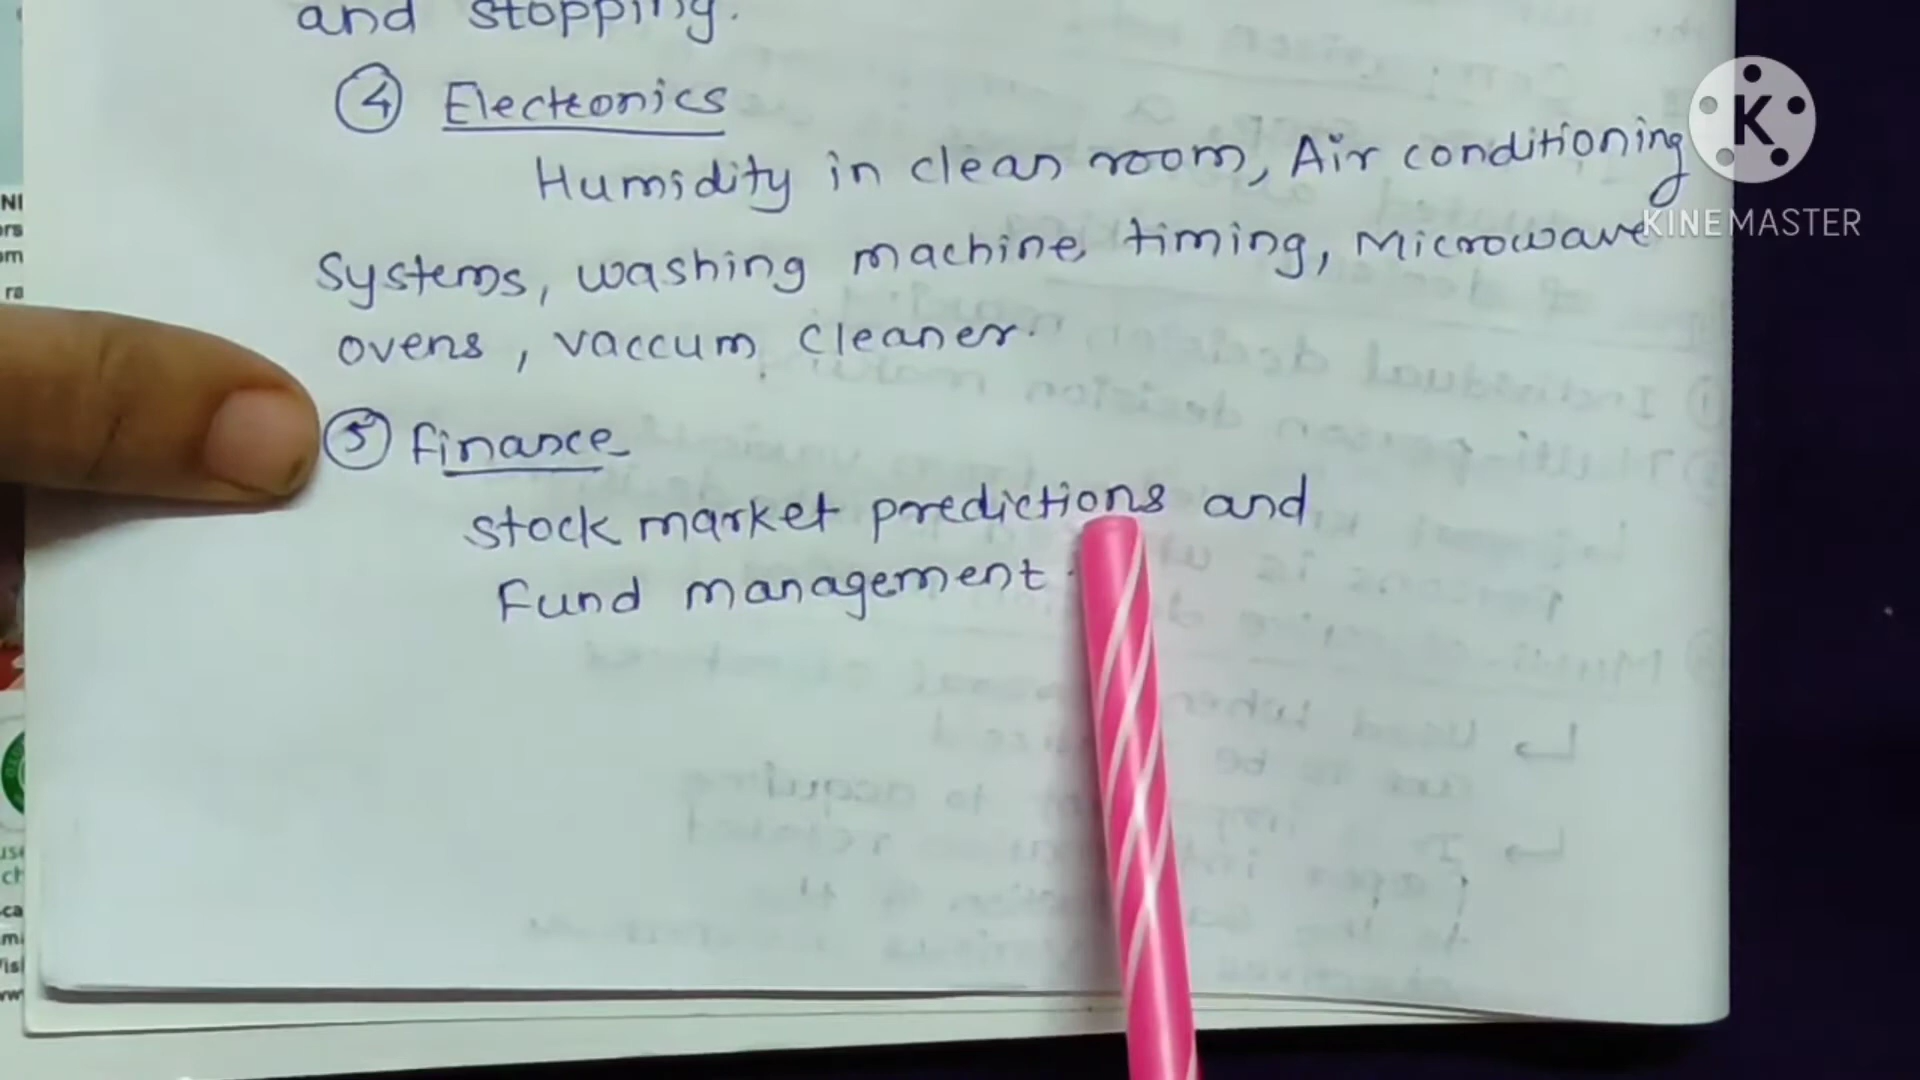 and stopping.
④ Electronics
Humidity in clean room, Air conditioning
Systems, washing machine timing, Microwave
ovens, vaccum cleaner.
⑤ Finance
stock market predictions and
Fund management.
K
KINEMASTER